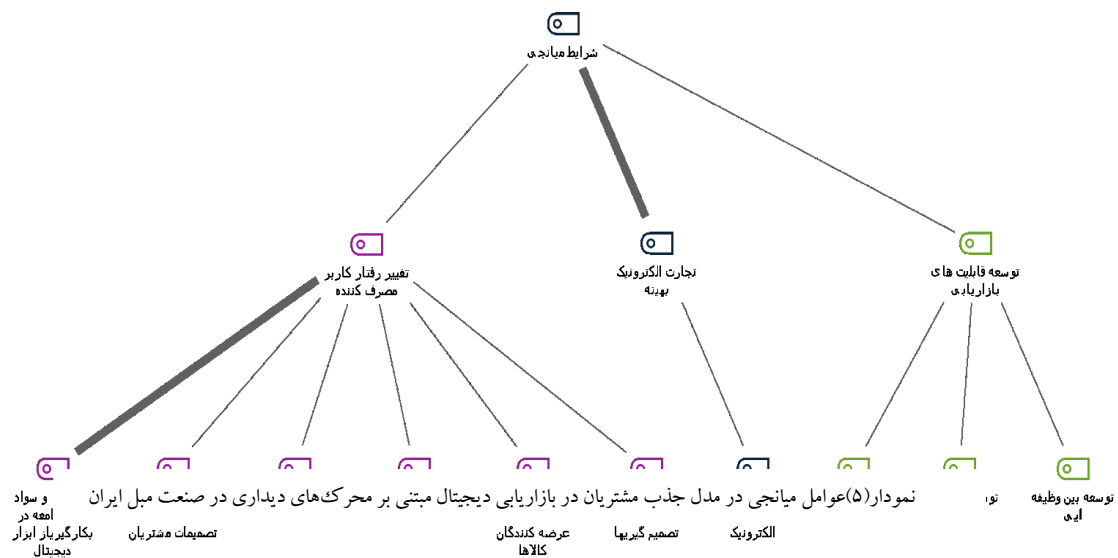 شرایط میانجی
تغییر رفتار کاربر
مصرف کننده
تجارت الکترونیک
بهینه
توسعه قابلیت های
بازاریابی
و سواد
امعه در
بکارگیریاز ابزار
دیجیتال
نمودار(۵)عوامل میانجی در مدل جذب مشتریان در بازاریابی دیجیتال مبتنی بر محرک‌های دیداری در صنعت مبل ایران
تصمیمات مشتریان
عرضه کنندگان
کالاها
تصمیم گیریها
الکترونیک
توسعه بین وظیفه
ایی